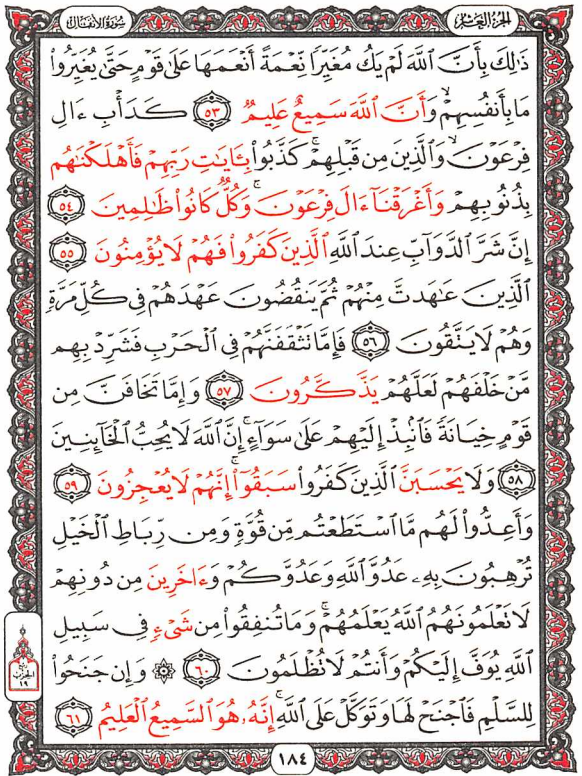 الجزء العاشر
سورة الأنفال
ذَٰلِكَ بِأَنَّ ٱللَّهَ لَمْ يَكُ مُغَيِّرًا نِّعْمَةً أَنْعَمَهَا عَلَىٰ قَوْمٍ حَتَّىٰ يُغَيِّرُوا۟
مَا بِأَنفُسِهِمْ ۙ وَأَنَّ ٱللَّهَ سَمِيعٌ عَلِيمٌ ٥٣ كَدَأْبِ ءَالِ
فِرْعَوْنَ ۙ وَٱلَّذِينَ مِن قَبْلِهِمْ ۚ كَذَّبُوا۟ بِـَٔايَـٰتِ رَبِّهِمْ فَأَهْلَكْنَـٰهُم
بِذُنُوبِهِمْ وَأَغْرَقْنَآ ءَالَ فِرْعَوْنَ ۚ وَكُلٌّ كَانُوا۟ ظَـٰلِمِينَ ٥٤
إِنَّ شَرَّ ٱلدَّوَآبِّ عِندَ ٱللَّهِ ٱلَّذِينَ كَفَرُوا۟ فَهُمْ لَا يُؤْمِنُونَ ٥٥
ٱلَّذِينَ عَـٰهَدتَّ مِنْهُمْ ثُمَّ يَنقُضُونَ عَهْدَهُمْ فِى كُلِّ مَرَّةٍ
وَهُمْ لَا يَتَّقُونَ ٥٦ فَإِمَّا تَثْقَفَنَّهُمْ فِى ٱلْحَرْبِ فَشَرِّدْ بِهِم
مَّنْ خَلْفَهُمْ لَعَلَّهُمْ يَذَّكَّرُونَ ٥٧ وَإِمَّا تَخَافَنَّ مِن
قَوْمٍ خِيَانَةً فَٱنۢبِذْ إِلَيْهِمْ عَلَىٰ سَوَآءٍ ۚ إِنَّ ٱللَّهَ لَا يُحِبُّ ٱلْخَآئِنِينَ
٥٨ وَلَا يَحْسَبَنَّ ٱلَّذِينَ كَفَرُوا۟ سَبَقُوٓا۟ ۚ إِنَّهُمْ لَا يُعْجِزُونَ ٥٩
وَأَعِدُّوا۟ لَهُم مَّا ٱسْتَطَعْتُم مِّن قُوَّةٍ وَمِن رِّبَاطِ ٱلْخَيْلِ
تُرْهِبُونَ بِهِۦ عَدُوَّ ٱللَّهِ وَعَدُوَّكُمْ وَءَاخَرِينَ مِن دُونِهِمْ
لَا تَعْلَمُونَهُمُ ٱللَّهُ يَعْلَمُهُمْ ۚ وَمَا تُنفِقُوا۟ مِن شَىْءٍ فِى سَبِيلِ
ٱللَّهِ يُوَفَّ إِلَيْكُمْ وَأَنتُمْ لَا تُظْلَمُونَ ٦٠ ۞ وَإِن جَنَحُوا۟
لِلسَّلْمِ فَٱجْنَحْ لَهَا وَتَوَكَّلْ عَلَى ٱللَّهِ ۚ إِنَّهُۥ هُوَ ٱلسَّمِيعُ ٱلْعَلِيمُ ٦١
الحزب
١٩
١٨٤